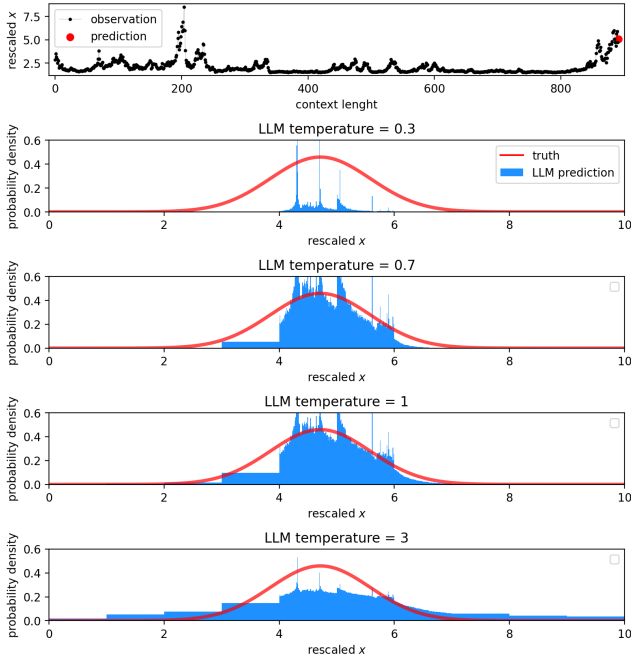 rescaled x
7.5
5.0
2.5
observation
prediction
0 200 400 600 800
context lenght
LLM temperature = 0.3
probability density
0.6
0.4
0.2
0.0
truth
LLM prediction
0 2 4 6 8 10
rescaled x
LLM temperature = 0.7
probability density
0.6
0.4
0.2
0.0
0 2 4 6 8 10
rescaled x
LLM temperature = 1
probability density
0.6
0.4
0.2
0.0
0 2 4 6 8 10
rescaled x
LLM temperature = 3
probability density
0.6
0.4
0.2
0.0
0 2 4 6 8 10
rescaled x